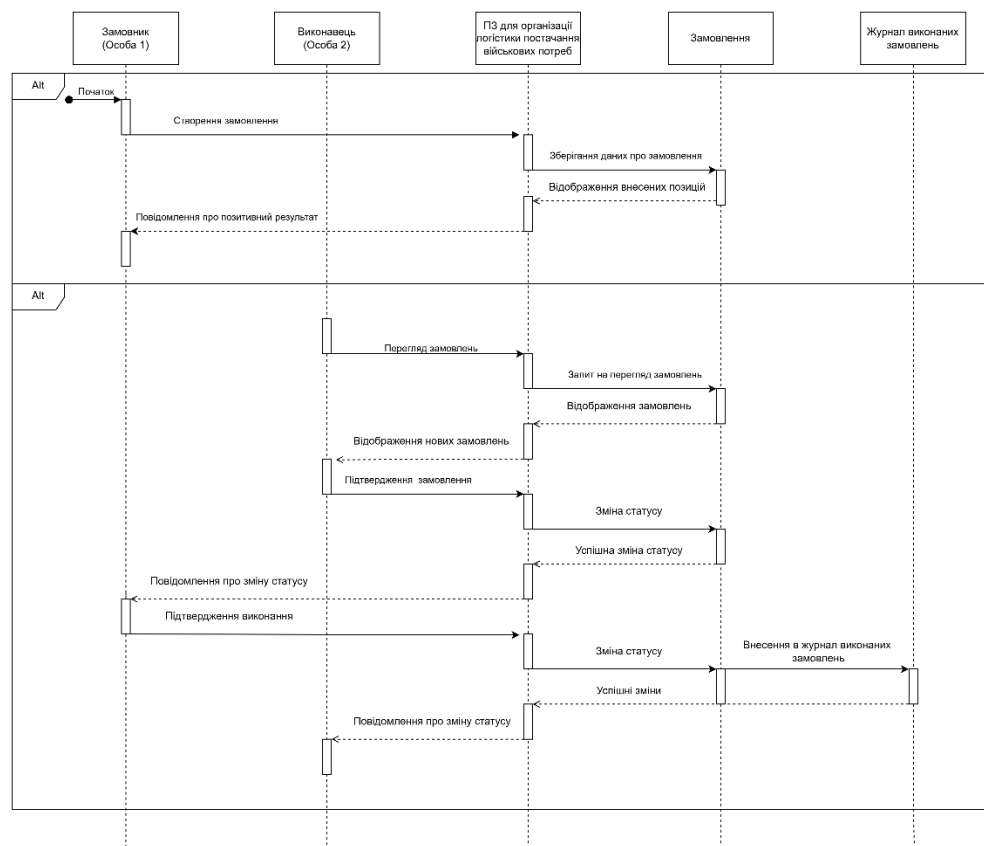 Замовник
(Особа 1)
Виконавець
(Особа 2)
ПЗ для організації
логістики постачання
військових потреб
Замовлення
Журнал виконаних
замовлень
Alt
Початок
Створення замовлення
Зберігання даних про замовлення
Відображення внесених позицій
Повідомлення про позитивний результат
Alt
Перегляд замовлень
Запит на перегляд замовлень
Відображення замовлень
Відображення нових замовлень
Підтвердження замовлення
Зміна статусу
Успішна зміна статусу
Повідомлення про зміну статусу
Підтвердження виконання
Зміна статусу
Внесення в журнал виконаних
замовлень
Успішні зміни
Повідомлення про зміну статусу